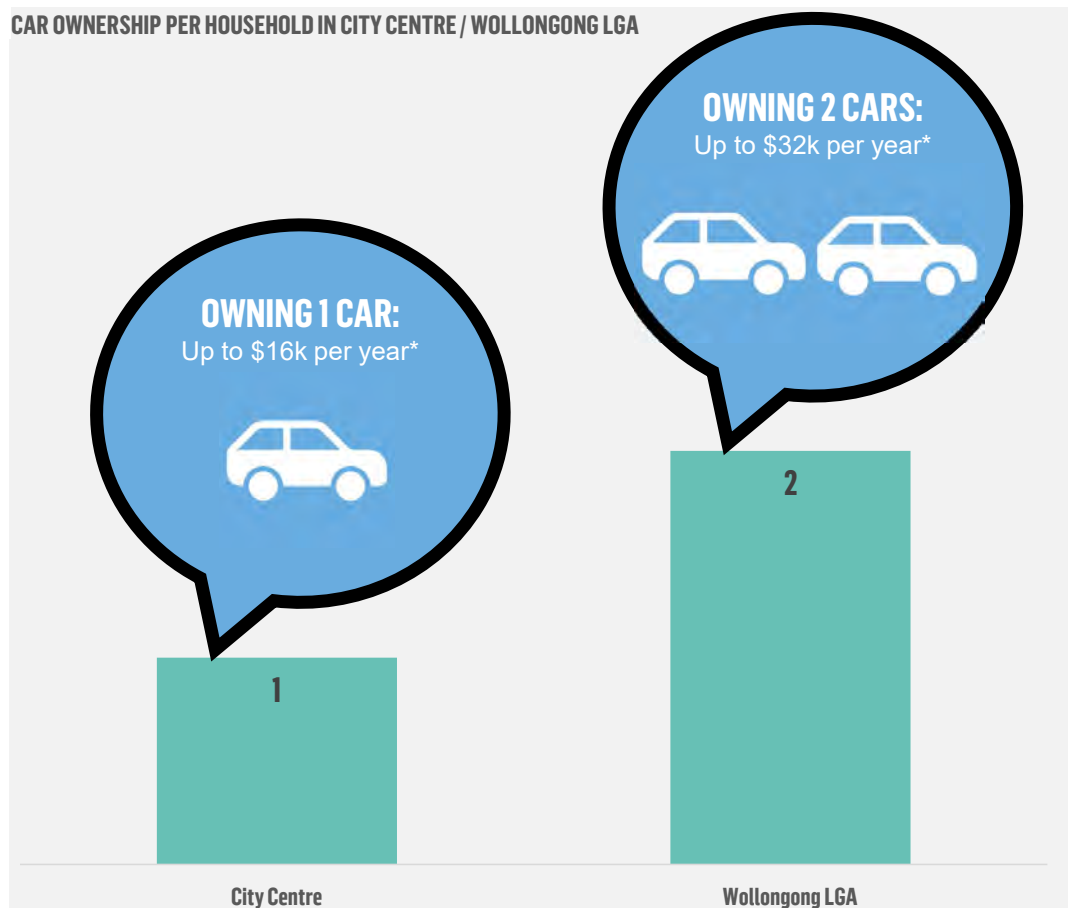 CAR OWNERSHIP PER HOUSEHOLD IN CITY CENTRE / WOLLONGONG LGA
OWNING 2 CARS:
Up to $32k per year*
OWNING 1 CAR:
Up to $16k per year*
2
1
City Centre
Wollongong LGA